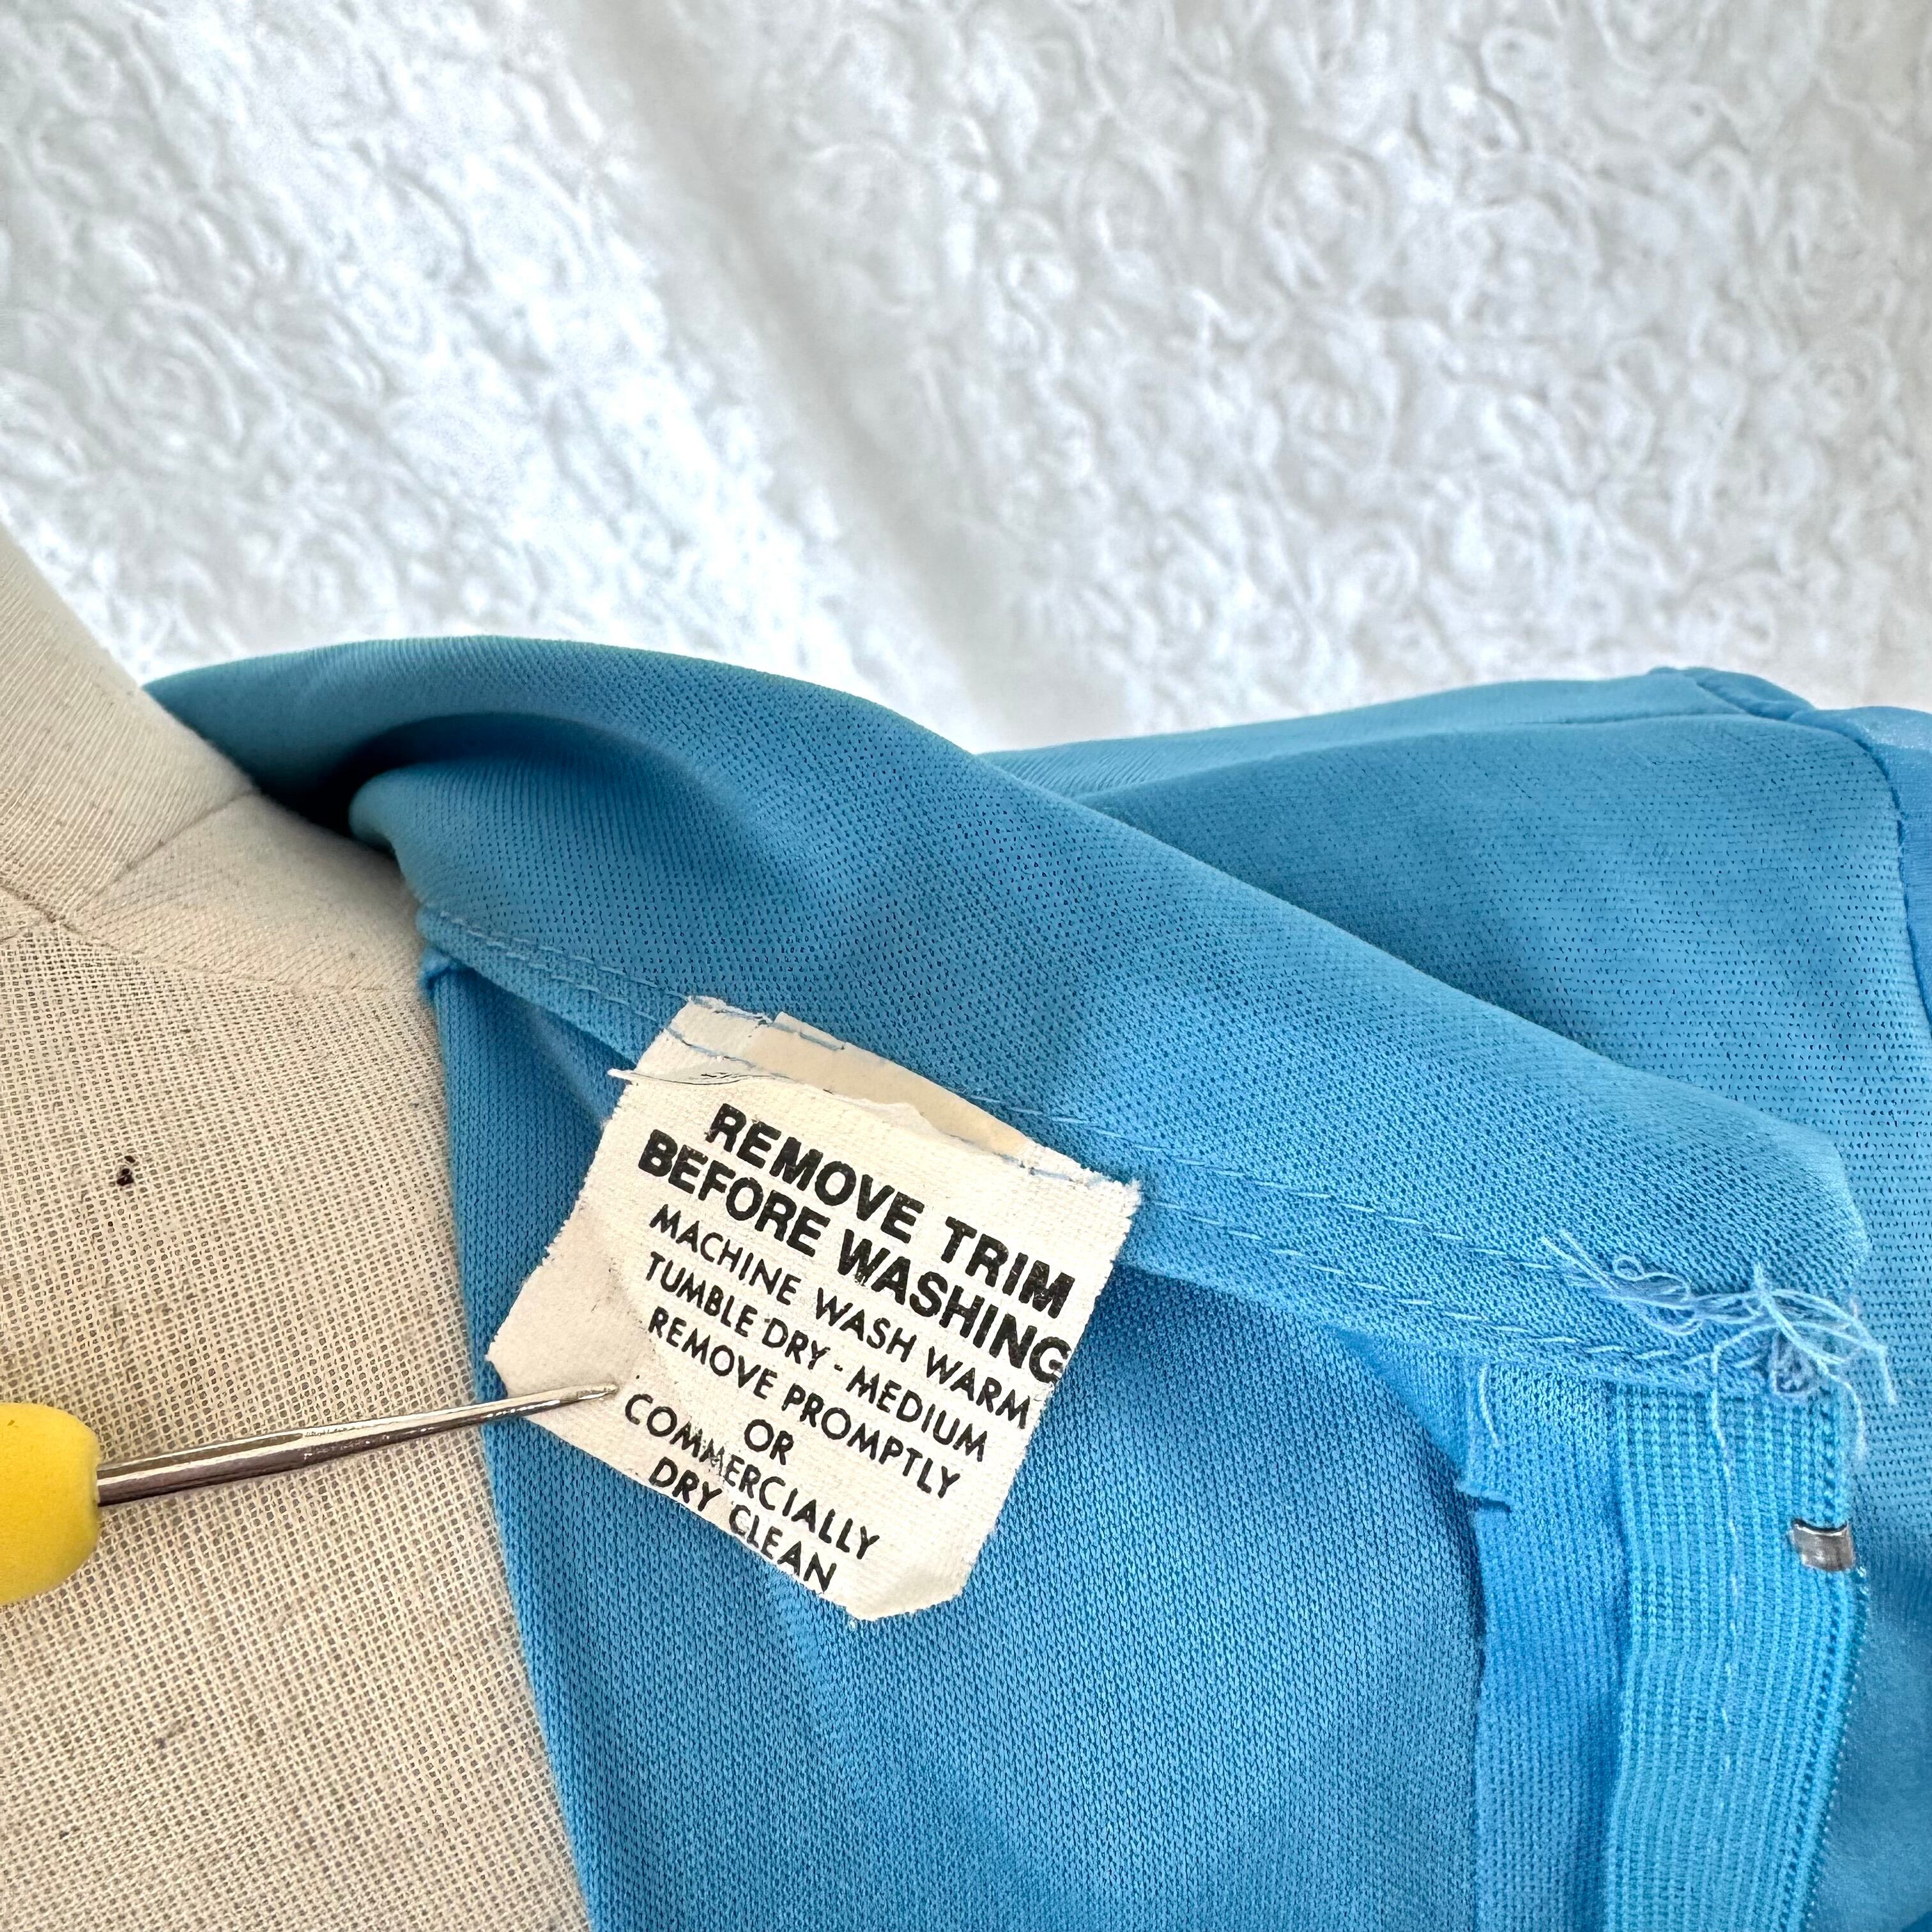 REMOVE TRIM
BEFORE WASHING
MACHINE WASH WARM
TUMBLE DRY - MEDIUM
REMOVE PROMPTLY
OR
COMMERCIALLY
DRY CLEAN